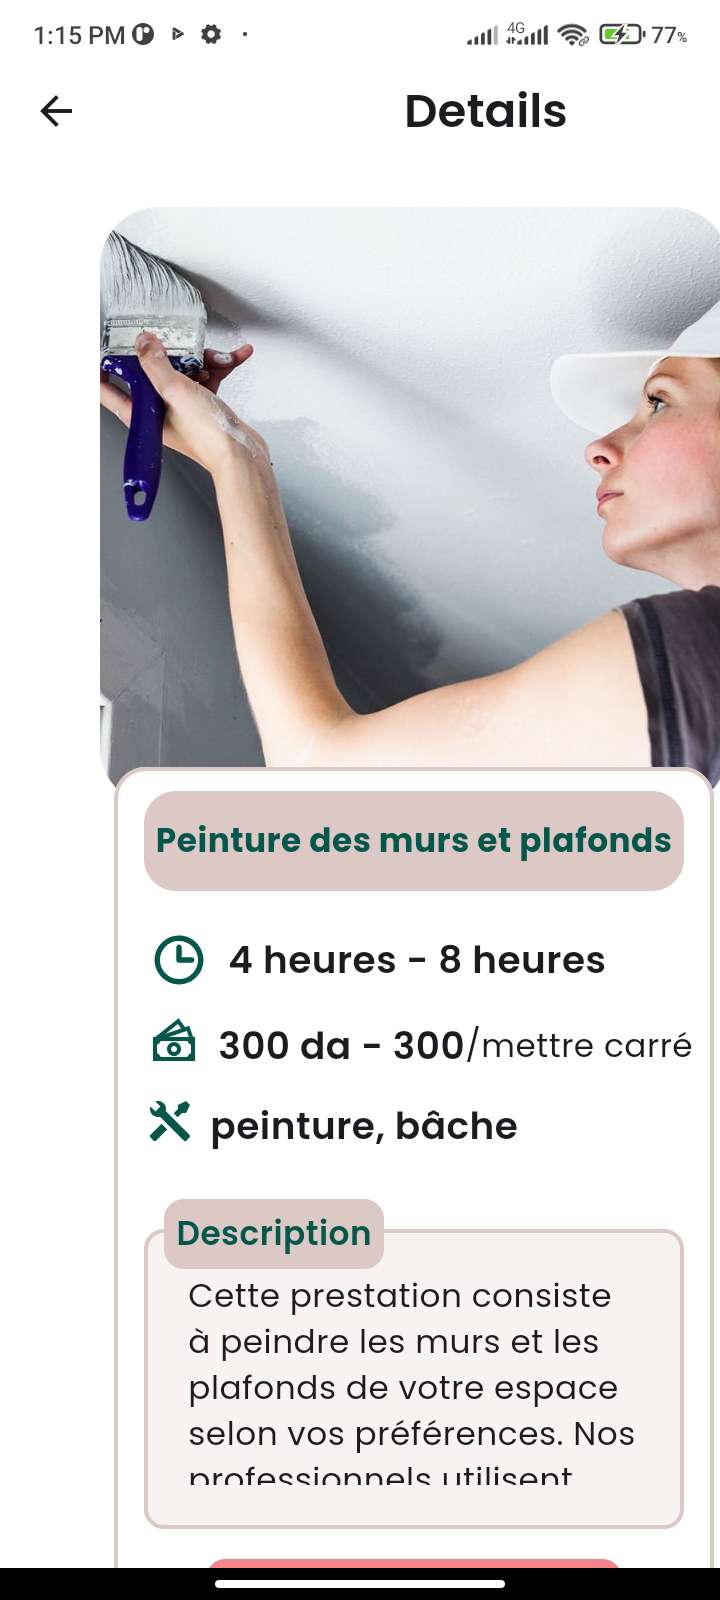 1:15 PM
4G
77%
Details
Peinture des murs et plafonds
4 heures - 8 heures
300 da - 300/mettre carré
peinture, bâche
Description
Cette prestation consiste
à peindre les murs et les
plafonds de votre espace
selon vos préférences. Nos
professionnels utilisent